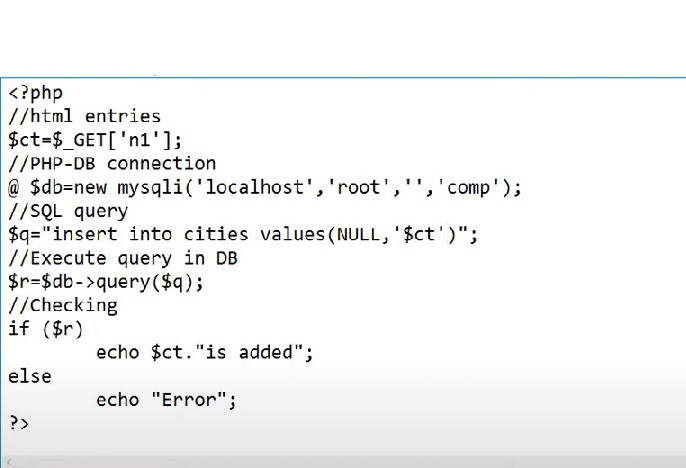 <?php
//html entries
$ct=$_GET['n1'];
//PHP-DB connection
@ $db=new mysqli('localhost','root','','comp');
//SQL query
$q="insert into cities values(NULL,'$ct')";
//Execute query in DB
$r=$db->query($q);
//Checking
if ($r)
        echo $ct."is added";
else
        echo "Error";
?>